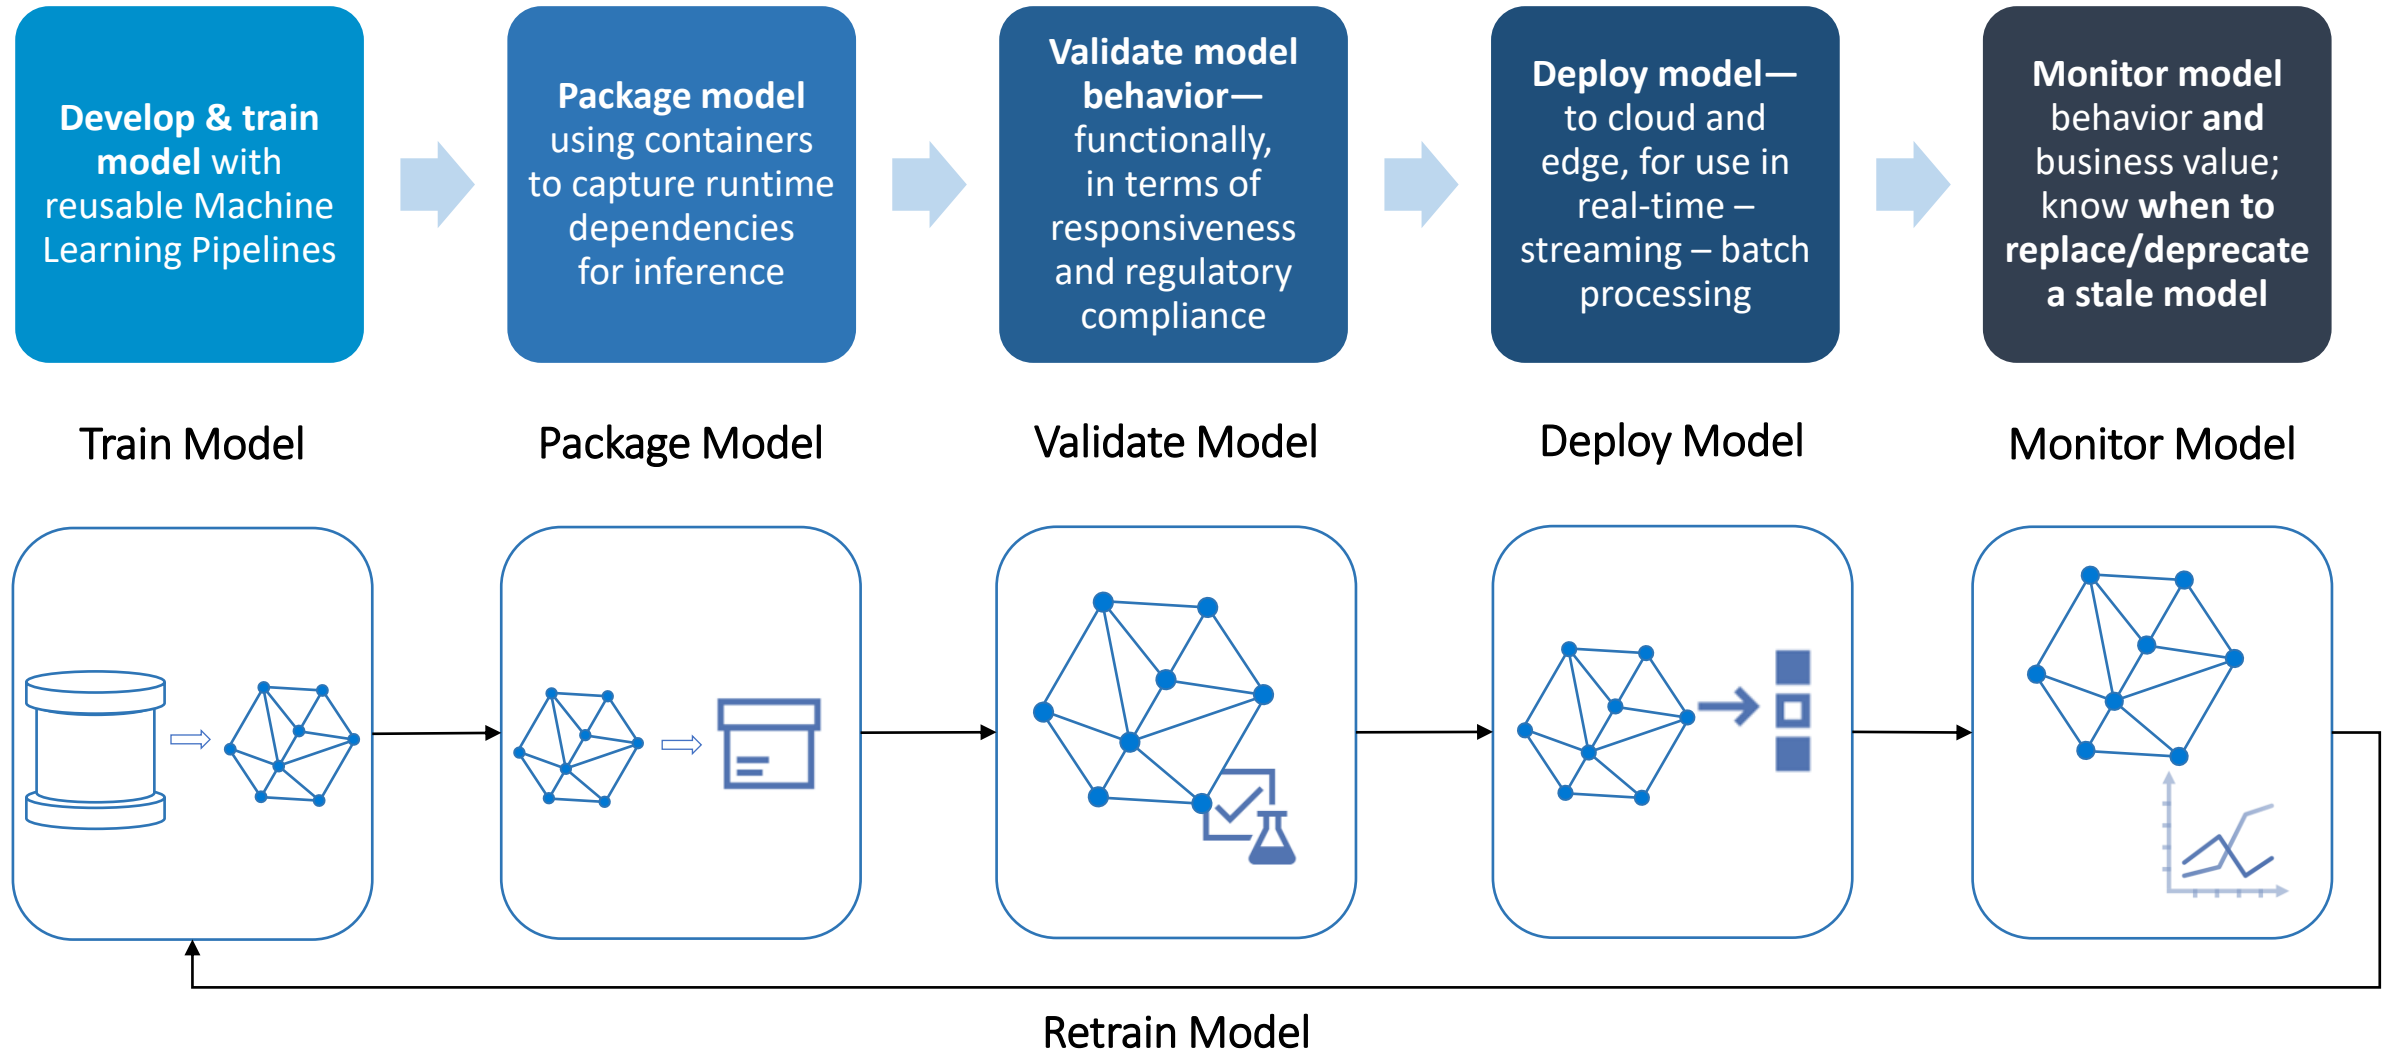 Develop & train
model with
reusable Machine
Learning Pipelines
Package model
using containers
to capture runtime
dependencies
for inference
Validate model
behavior—
functionally,
in terms of
responsiveness
and regulatory
compliance
Deploy model—
to cloud and
edge, for use in
real-time –
streaming – batch
processing
Monitor model
behavior and
business value;
know when to
replace/deprecate
a stale model
Train Model
Package Model
Validate Model
Deploy Model
Monitor Model
Retrain Model